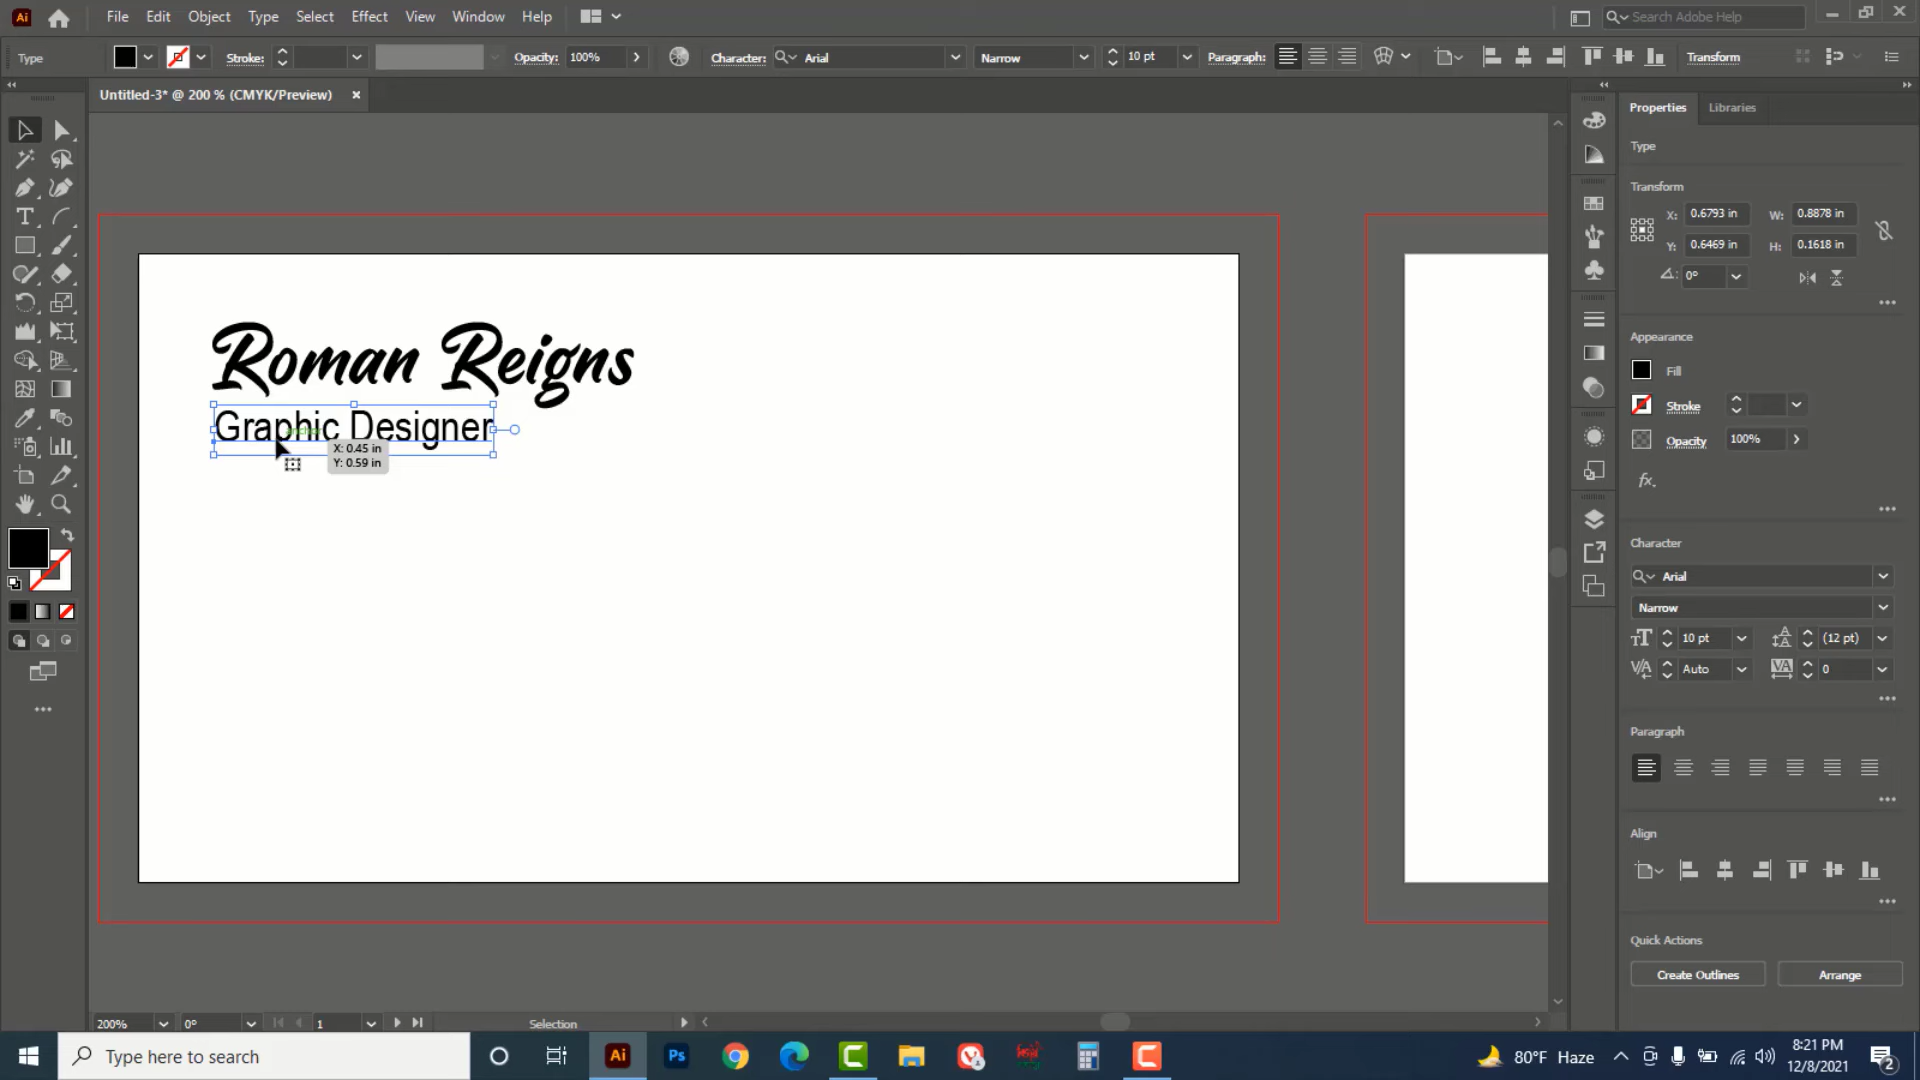 Ai File Edit Object Type Select Effect View Window Help Search Adobe Help
Type Stroke: Opacity: 100% Character: Arial Narrow 10 pt Paragraph: Transform
Untitled-3* @ 200 % (CMYK/Preview)
Properties Libraries
Type
Transform
X: 0.6793 in W: 0.8878 in
Y: 0.6469 in H: 0.1618 in
0°
Appearance
Fill
Stroke
Opacity 100%
fx.
Character
Arial
Narrow
10 pt (12 pt)
Auto 0
Paragraph
Align
Quick Actions
Create Outlines Arrange
Roman Reigns
Graphic Designer
anchor
X: 0.45 in
Y: 0.59 in
200% 0° 1 Selection
Type here to search Ai Ps 80°F Haze 8:21 PM
12/8/2021
2